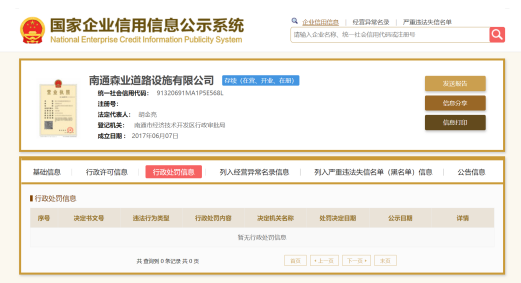 国家企业信用信息公示系统
National Enterprise Credit Information Publicity System
企业信用信息 | 经营异常名录 | 严重违法失信名单
请输入企业名称、统一社会信用代码或注册号
南通森业道路设施有限公司 存续（在营、开业、在册）
统一社会信用代码： 91320691MA1P5E568L
注册号：
法定代表人：
登记机关： 南通市经济技术开发区行政审批局
成立日期： 2017年06月07日
发送报告
信息分享
信息打印
营业执照
基础信息 | 行政许可信息 | 行政处罚信息 | 列入经营异常名录信息 | 列入严重违法失信名单（黑名单）信息 | 公告信息
行政处罚信息
序号 决定书文号 违法行为类型 行政处罚内容 决定机关名称 处罚决定日期 公示日期 详情
暂无行政处罚信息
共 查询到 0 条记录 共 0 页 首页 上一页 下一页 末页